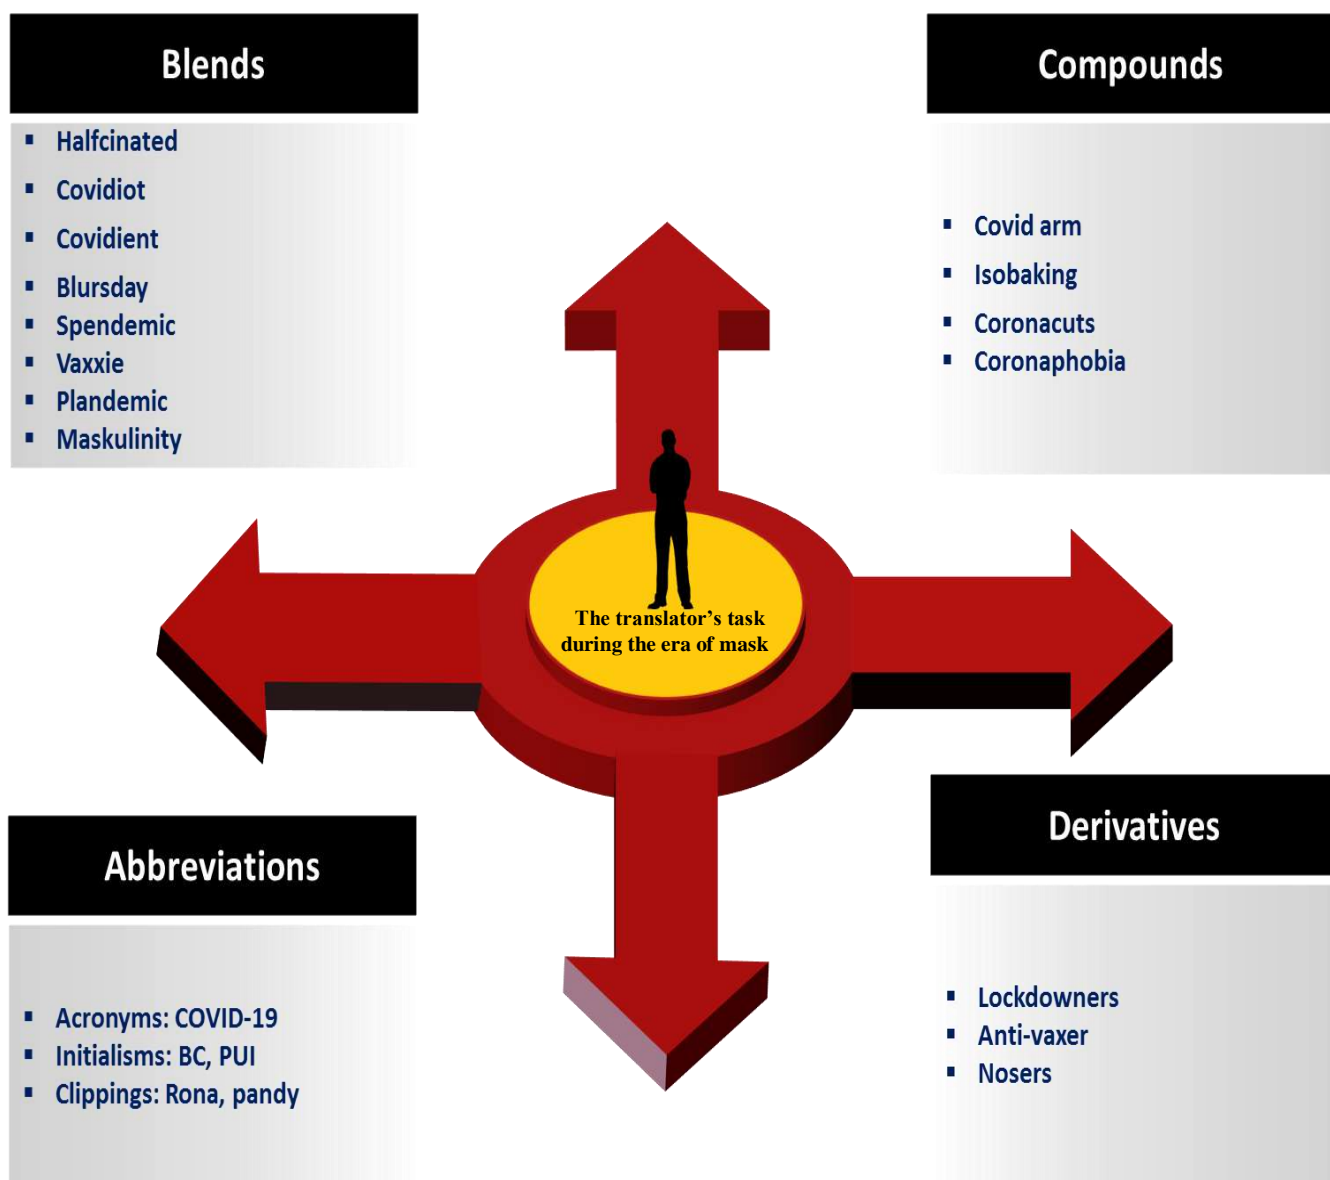 Blends
▪ Halfcinated
▪ Covidiot
▪ Covidient
▪ Blursday
▪ Spendemic
▪ Vaxxie
▪ Plandemic
▪ Maskulinity
Compounds
▪ Covid arm
▪ Isobaking
▪ Coronacuts
▪ Coronaphobia
The translator’s task
during the era of mask
Abbreviations
▪ Acronyms: COVID-19
▪ Initialisms: BC, PUI
▪ Clippings: Rona, pandy
Derivatives
▪ Lockdowners
▪ Anti-vaxer
▪ Nosers